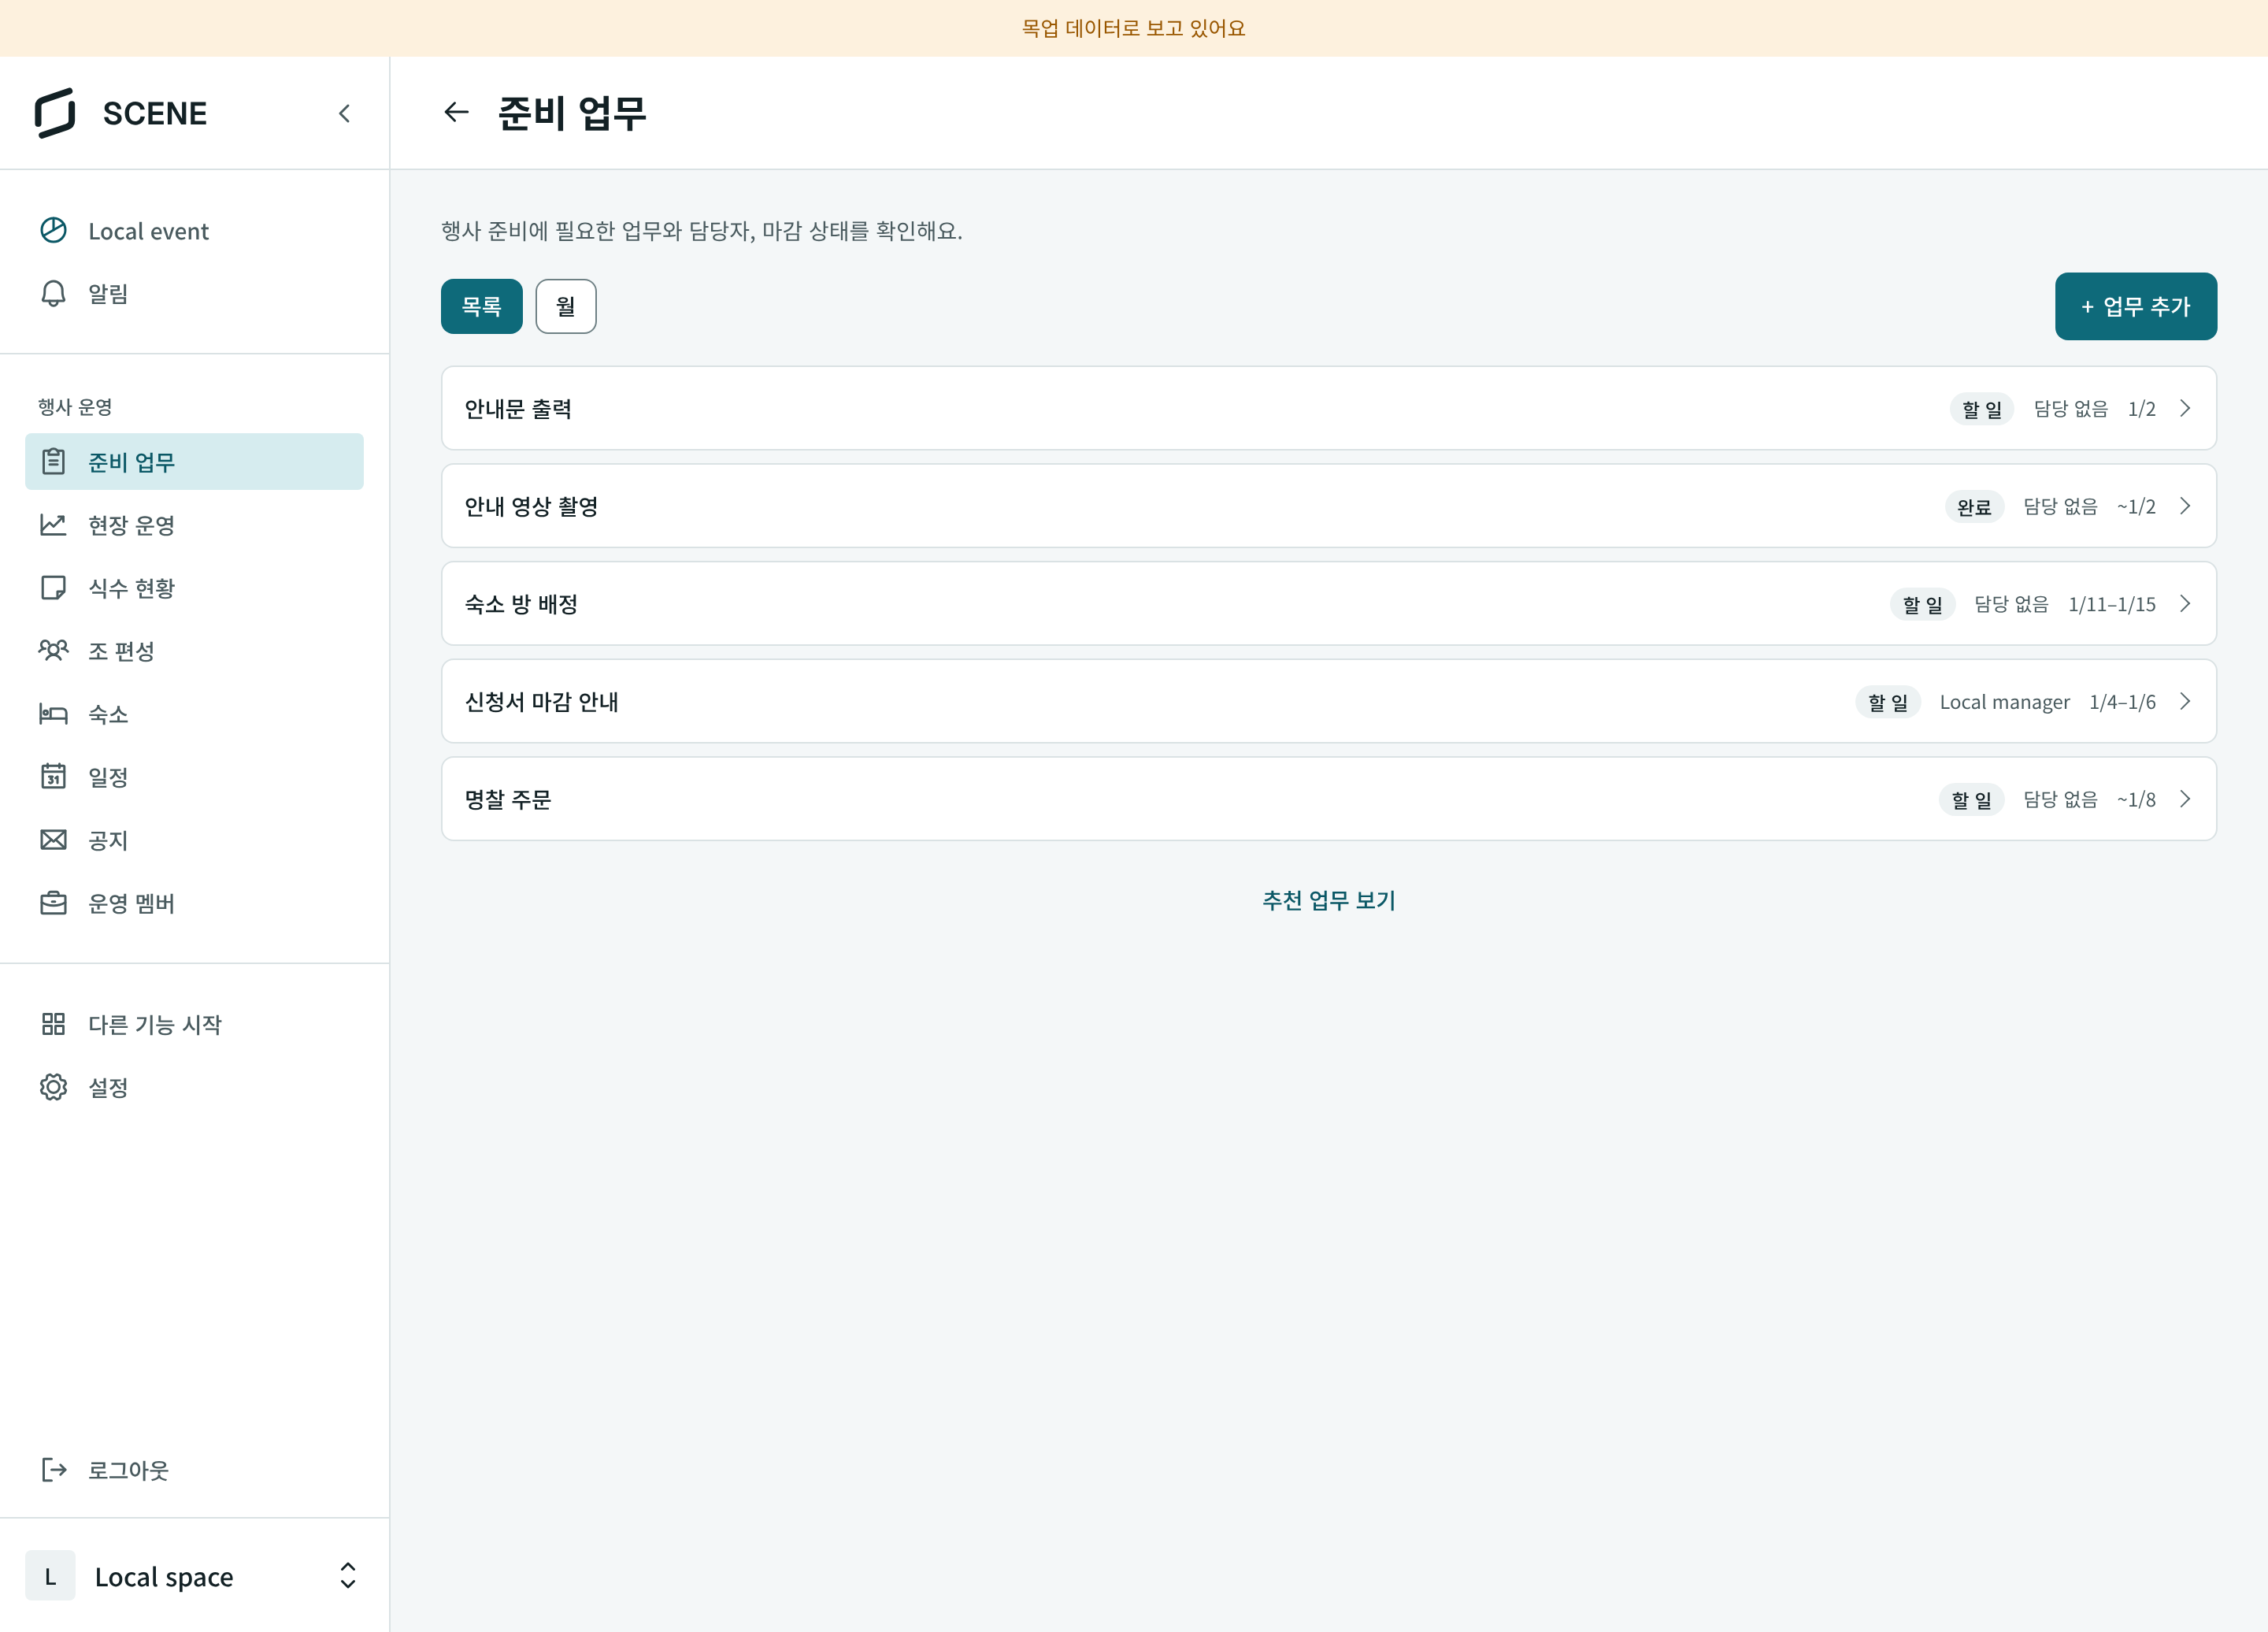 목업 데이터로 보고 있어요
SCENE
준비 업무
Local event
알림
행사 운영
준비 업무
현장 운영
식수 현황
조 편성
숙소
31
일정
공지
운영 멤버
다른 기능 시작
설정
로그아웃
L Local space
행사 준비에 필요한 업무와 담당자, 마감 상태를 확인해요.
목록 월 + 업무 추가
안내문 출력 할 일 담당 없음 1/2
안내 영상 촬영 완료 담당 없음 ~1/2
숙소 방 배정 할 일 담당 없음 1/11–1/15
신청서 마감 안내 할 일 Local manager 1/4–1/6
명찰 주문 할 일 담당 없음 ~1/8
추천 업무 보기